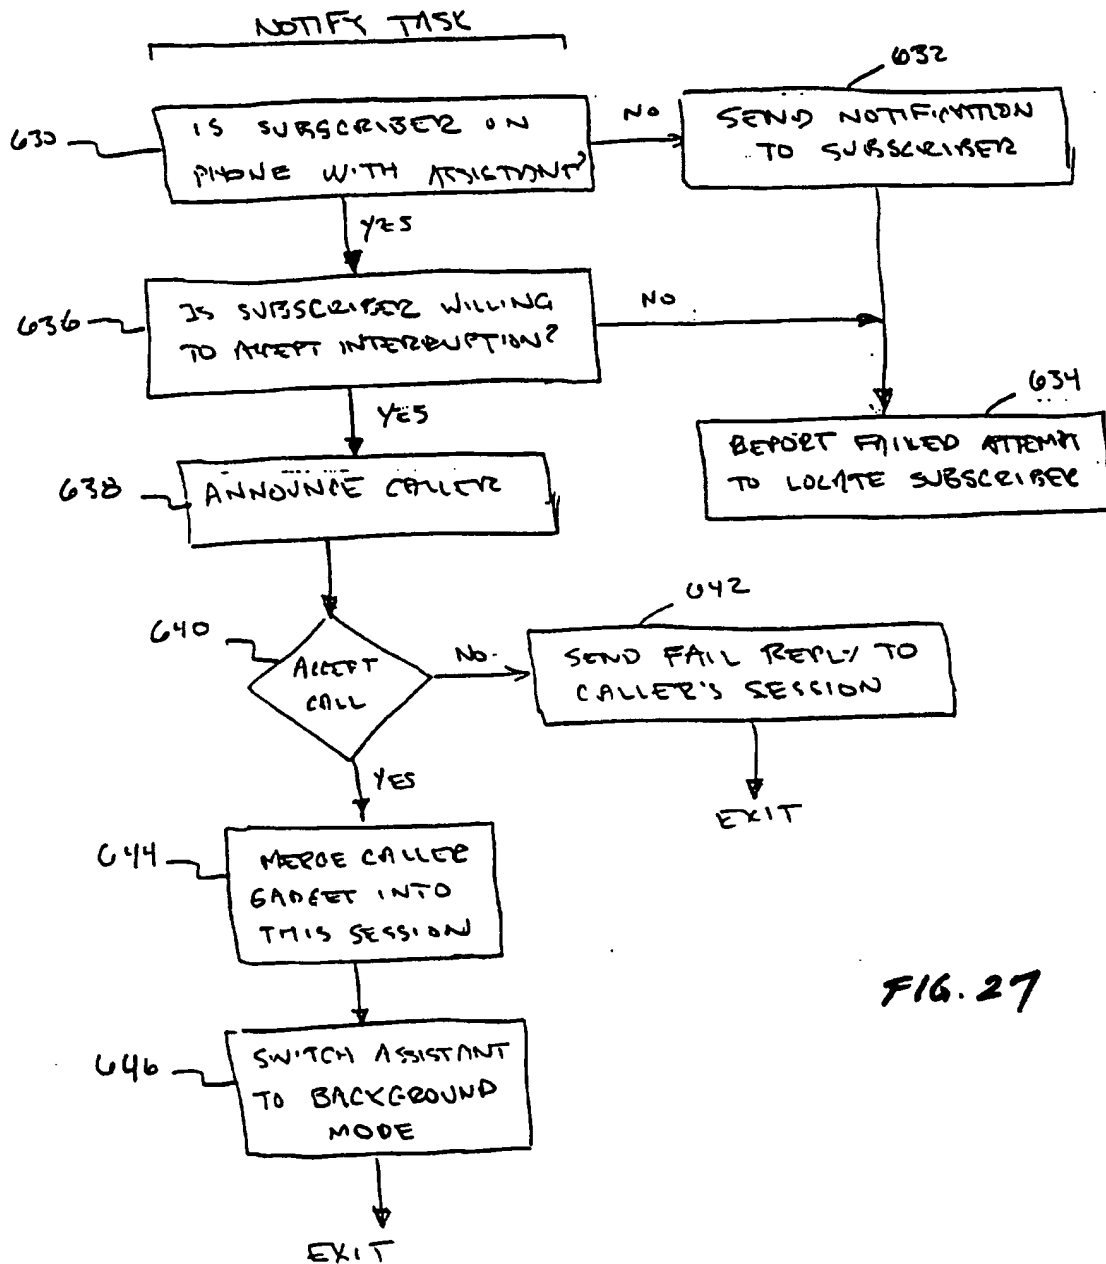 NOTIFY TASK
632
630
IS SUBSCRIBER ON
PHONE WITH ASSISTANT?
NO
SEND NOTIFICATION
TO SUBSCRIBER
YES
636
IS SUBSCRIBER WILLING
TO ACCEPT INTERRUPTION?
NO
634
YES
REPORT FAILED ATTEMPT
TO LOCATE SUBSCRIBER
638
ANNOUNCE CALLER
642
640
ACCEPT
CALL
NO.
SEND FAIL REPLY TO
CALLER'S SESSION
YES
EXIT
644
MERGE CALLER
GADGET INTO
THIS SESSION
FIG. 27
646
SWITCH ASSISTANT
TO BACKGROUND
MODE
EXIT